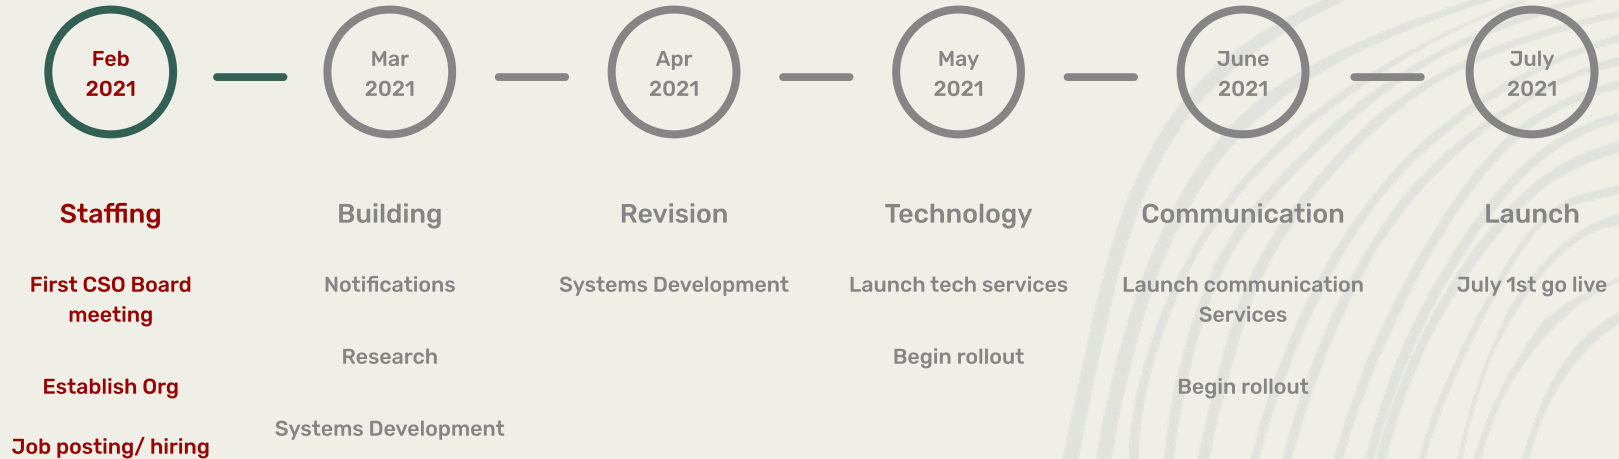 Feb
2021
Mar
2021
Apr
2021
May
2021
June
2021
July
2021
Staffing
Building
Revision
Technology
Communication
Launch
First CSO Board
meeting
Establish Org
Job posting/ hiring
Notifications
Research
Systems Development
Systems Development
Launch tech services
Begin rollout
Launch communication
Services
Begin rollout
July 1st go live